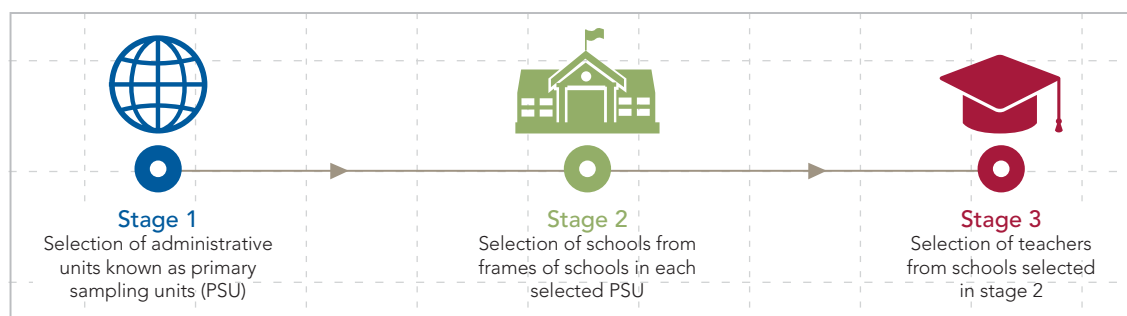 Stage 1
Selection of administrative
units known as primary
sampling units (PSU)
Stage 2
Selection of schools from
frames of schools in each
selected PSU
Stage 3
Selection of teachers
from schools selected
in stage 2